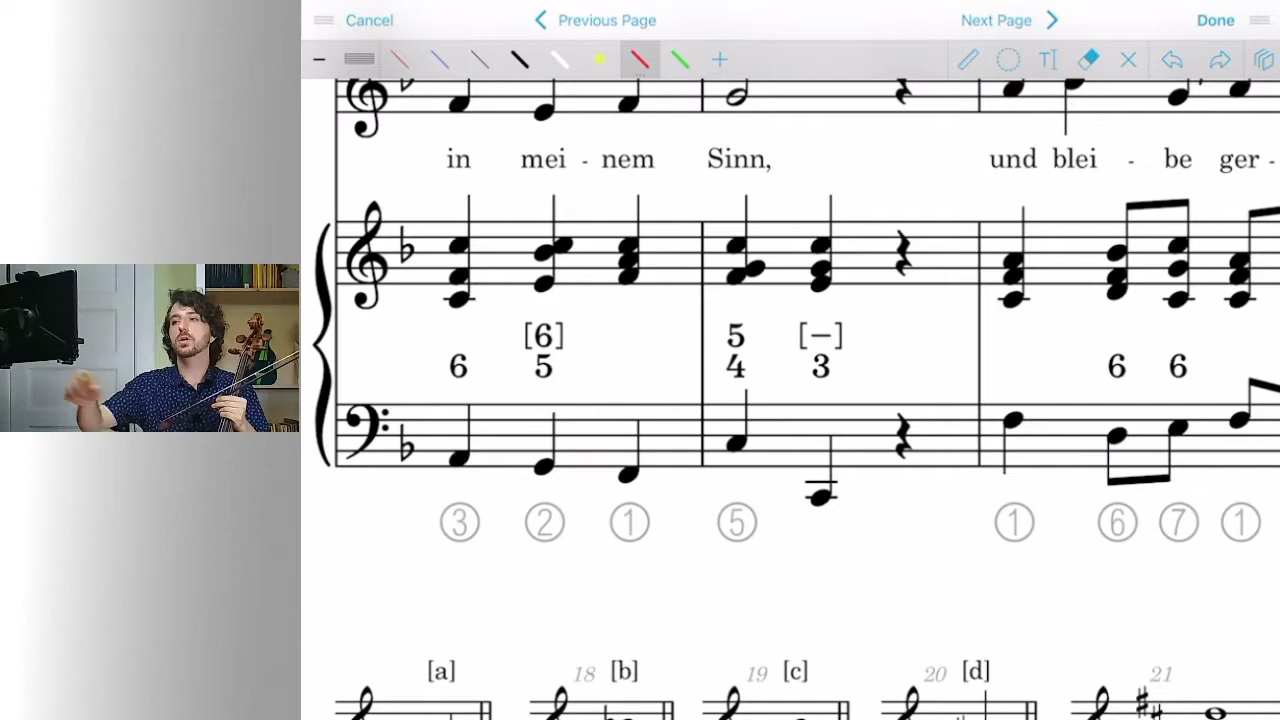 Cancel Previous Page Next Page Done
T
in mei - nem Sinn, und blei - be ger -
[6] 5 [–]
6 5 4 3 6 6
③ ② ① ⑤ ① ⑥ ⑦ ①
[a] 18 [b] 19 [c] 20 [d] 21